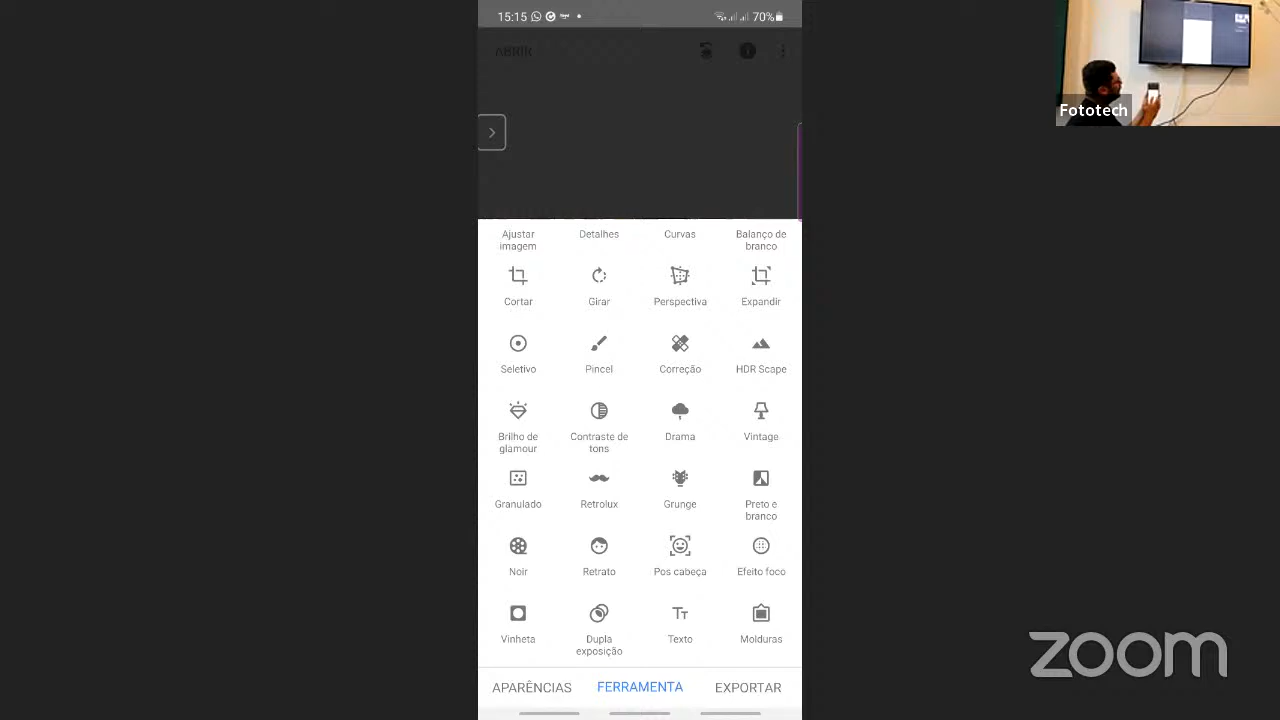 15:15
70%
ABRIR
Fototech
Ajustar imagem
Detalhes
Curvas
Balanço de branco
Cortar
Girar
Perspectiva
Expandir
Seletivo
Pincel
Correção
HDR Scape
Brilho de glamour
Contraste de tons
Drama
Vintage
Granulado
Retrolux
Grunge
Preto e branco
Noir
Retrato
Pos cabeça
Efeito foco
Vinheta
Dupla exposição
Tt
Texto
Molduras
APARÊNCIAS
FERRAMENTA
EXPORTAR
zoom